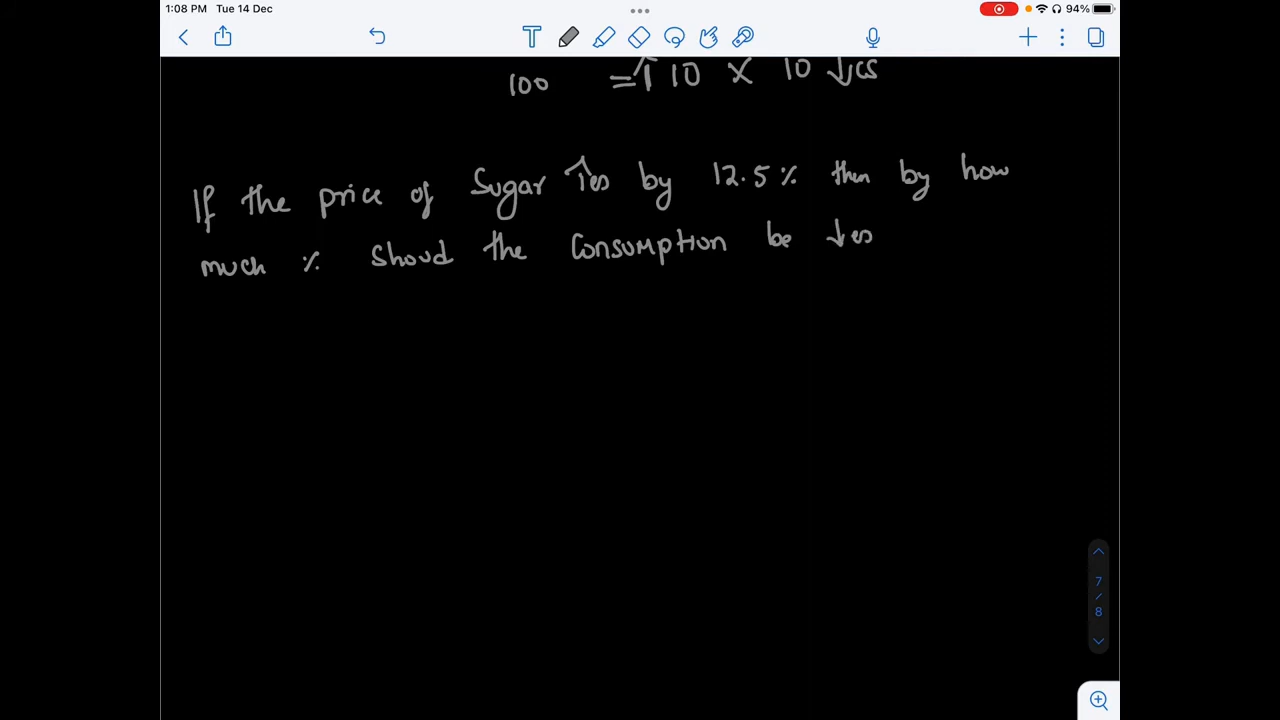 1:08 PM Tue 14 Dec
94%
T
100 = ↑ 10 × 10 ↓es
If the price of Sugar ↑es by 12.5% then by how
much % shoud the Consumption be ↓es
7
/
8